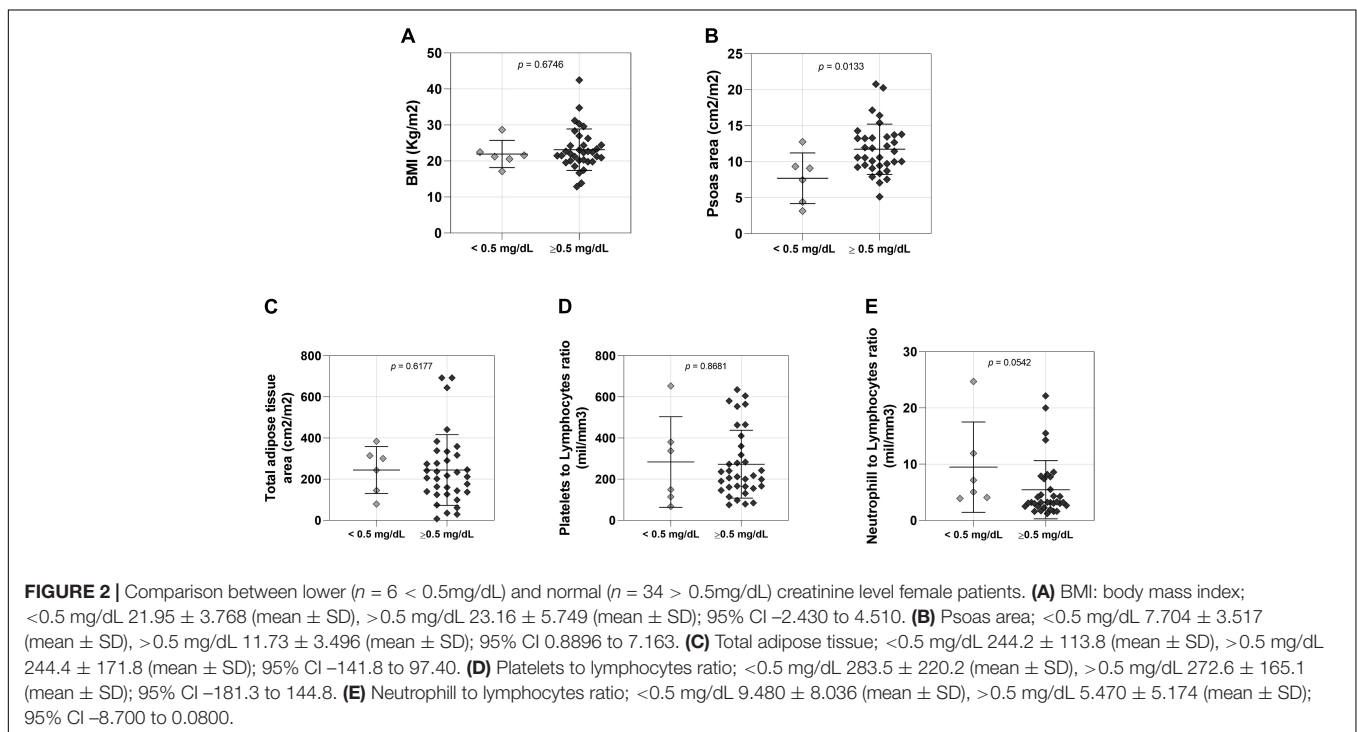 A
50
40
30
20
10
0
BMI (Kg/m2)
p = 0.6746
< 0.5 mg/dL
≥0.5 mg/dL
B
25
20
15
10
5
0
Psoas area (cm2/m2)
p = 0.0133
< 0.5 mg/dL
≥ 0.5 mg/dL
C
800
600
400
200
0
Total adipose tissue
area (cm2/m2)
p = 0.6177
< 0.5 mg/dL
≥0.5 mg/dL
D
800
600
400
200
0
Platelets to Lymphocytes ratio
(mil/mm3)
p = 0.8681
< 0.5 mg/dL
≥0.5 mg/dL
E
30
20
10
0
Neutrophill to Lymphocytes ratio
(mil/mm3)
p = 0.0542
< 0.5 mg/dL
≥0.5 mg/dL
FIGURE 2 | Comparison between lower (n = 6 < 0.5mg/dL) and normal (n = 34 > 0.5mg/dL) creatinine level female patients. (A) BMI: body mass index;
<0.5 mg/dL 21.95 ± 3.768 (mean ± SD), >0.5 mg/dL 23.16 ± 5.749 (mean ± SD); 95% CI –2.430 to 4.510. (B) Psoas area; <0.5 mg/dL 7.704 ± 3.517
(mean ± SD), >0.5 mg/dL 11.73 ± 3.496 (mean ± SD); 95% CI 0.8896 to 7.163. (C) Total adipose tissue; <0.5 mg/dL 244.2 ± 113.8 (mean ± SD), >0.5 mg/dL
244.4 ± 171.8 (mean ± SD); 95% CI –141.8 to 97.40. (D) Platelets to lymphocytes ratio; <0.5 mg/dL 283.5 ± 220.2 (mean ± SD), >0.5 mg/dL 272.6 ± 165.1
(mean ± SD); 95% CI –181.3 to 144.8. (E) Neutrophill to lymphocytes ratio; <0.5 mg/dL 9.480 ± 8.036 (mean ± SD), >0.5 mg/dL 5.470 ± 5.174 (mean ± SD);
95% CI –8.700 to 0.0800.